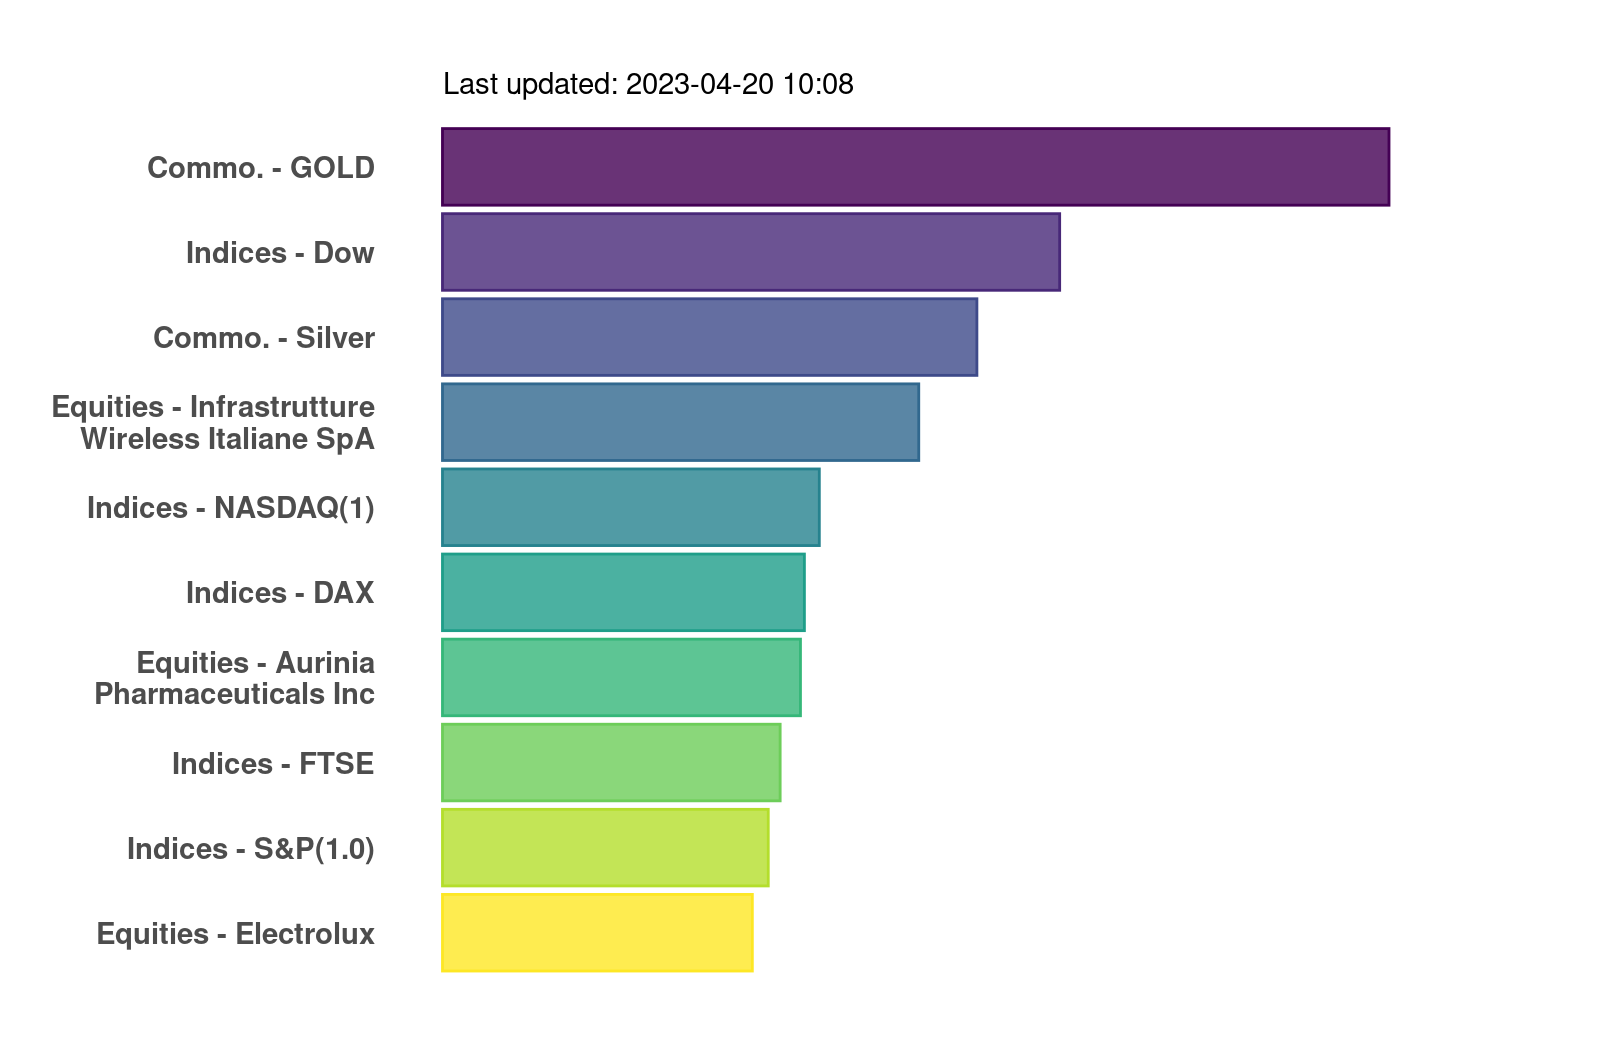 Last updated: 2023-04-20 10:08
Commo. - GOLD
Indices - Dow
Commo. - Silver
Equities - Infrastrutture
Wireless Italiane SpA
Indices - NASDAQ(1)
Indices - DAX
Equities - Aurinia
Pharmaceuticals Inc
Indices - FTSE
Indices - S&P(1.0)
Equities - Electrolux